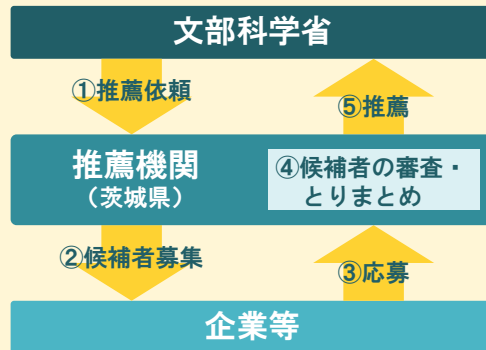 文部科学省
①推薦依頼
⑤推薦
推薦機関
（茨城県）
④候補者の審査・
とりまとめ
②候補者募集
③応募
企業等